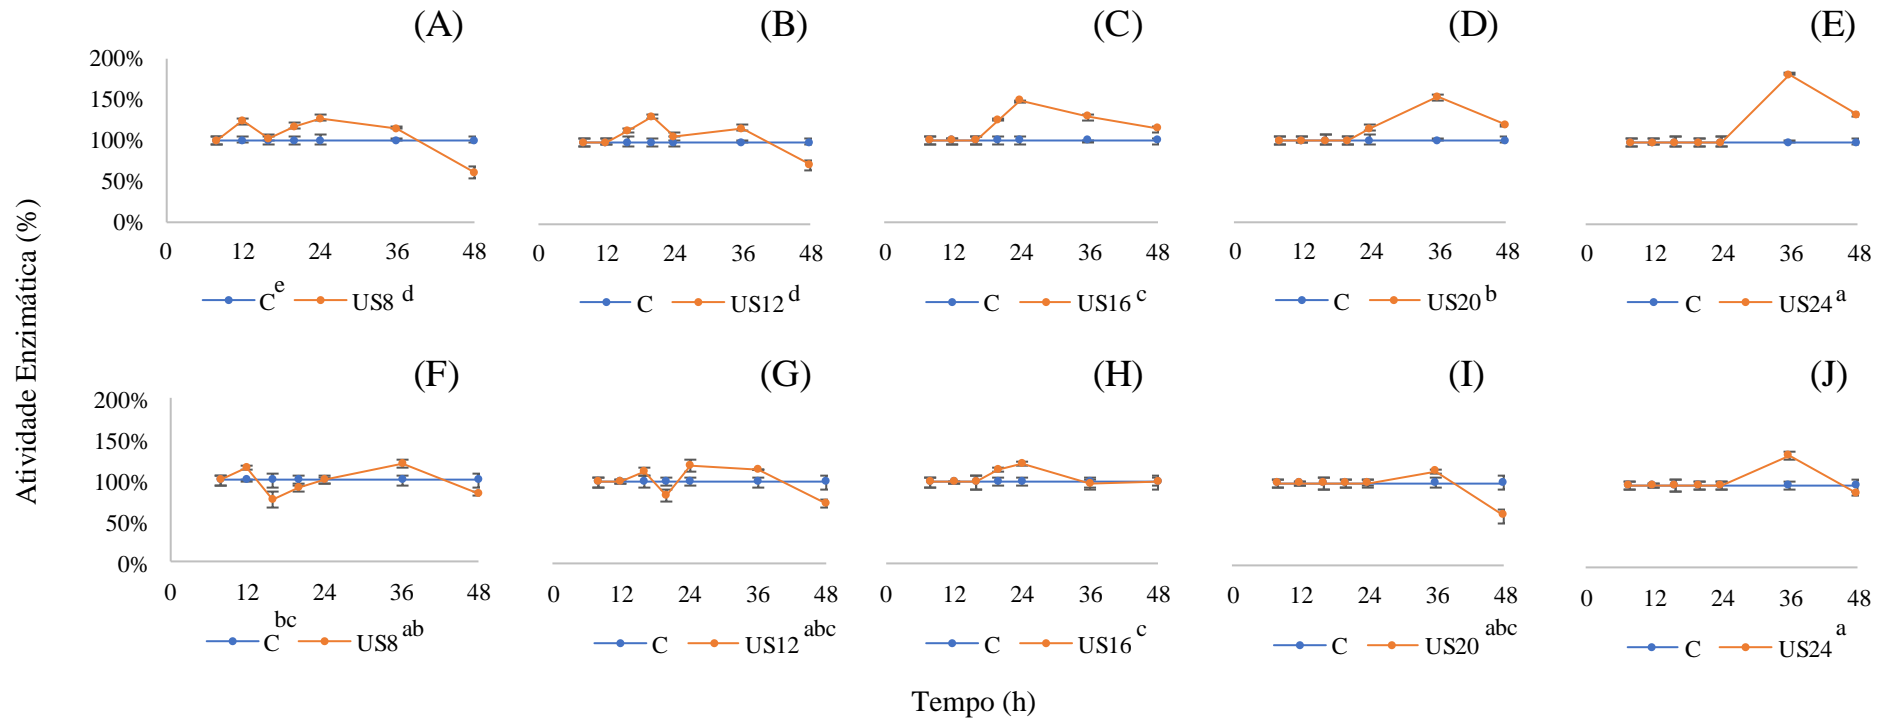 (A) (B) (C) (D) (E)
200%
150%
100%
50%
0%
0 12 24 36 48 0 12 24 36 48 0 12 24 36 48 0 12 24 36 48 0 12 24 36 48
C e US8 d C US12 d C US16 c C US20 b C US24 a
Atividade Enzimática (%)
(F) (G) (H) (I) (J)
200%
150%
100%
50%
0%
0 12 24 36 48 0 12 24 36 48 0 12 24 36 48 0 12 24 36 48 0 12 24 36 48
C bc US8 ab C US12 abc C US16 c C US20 abc C US24 a
Tempo (h)